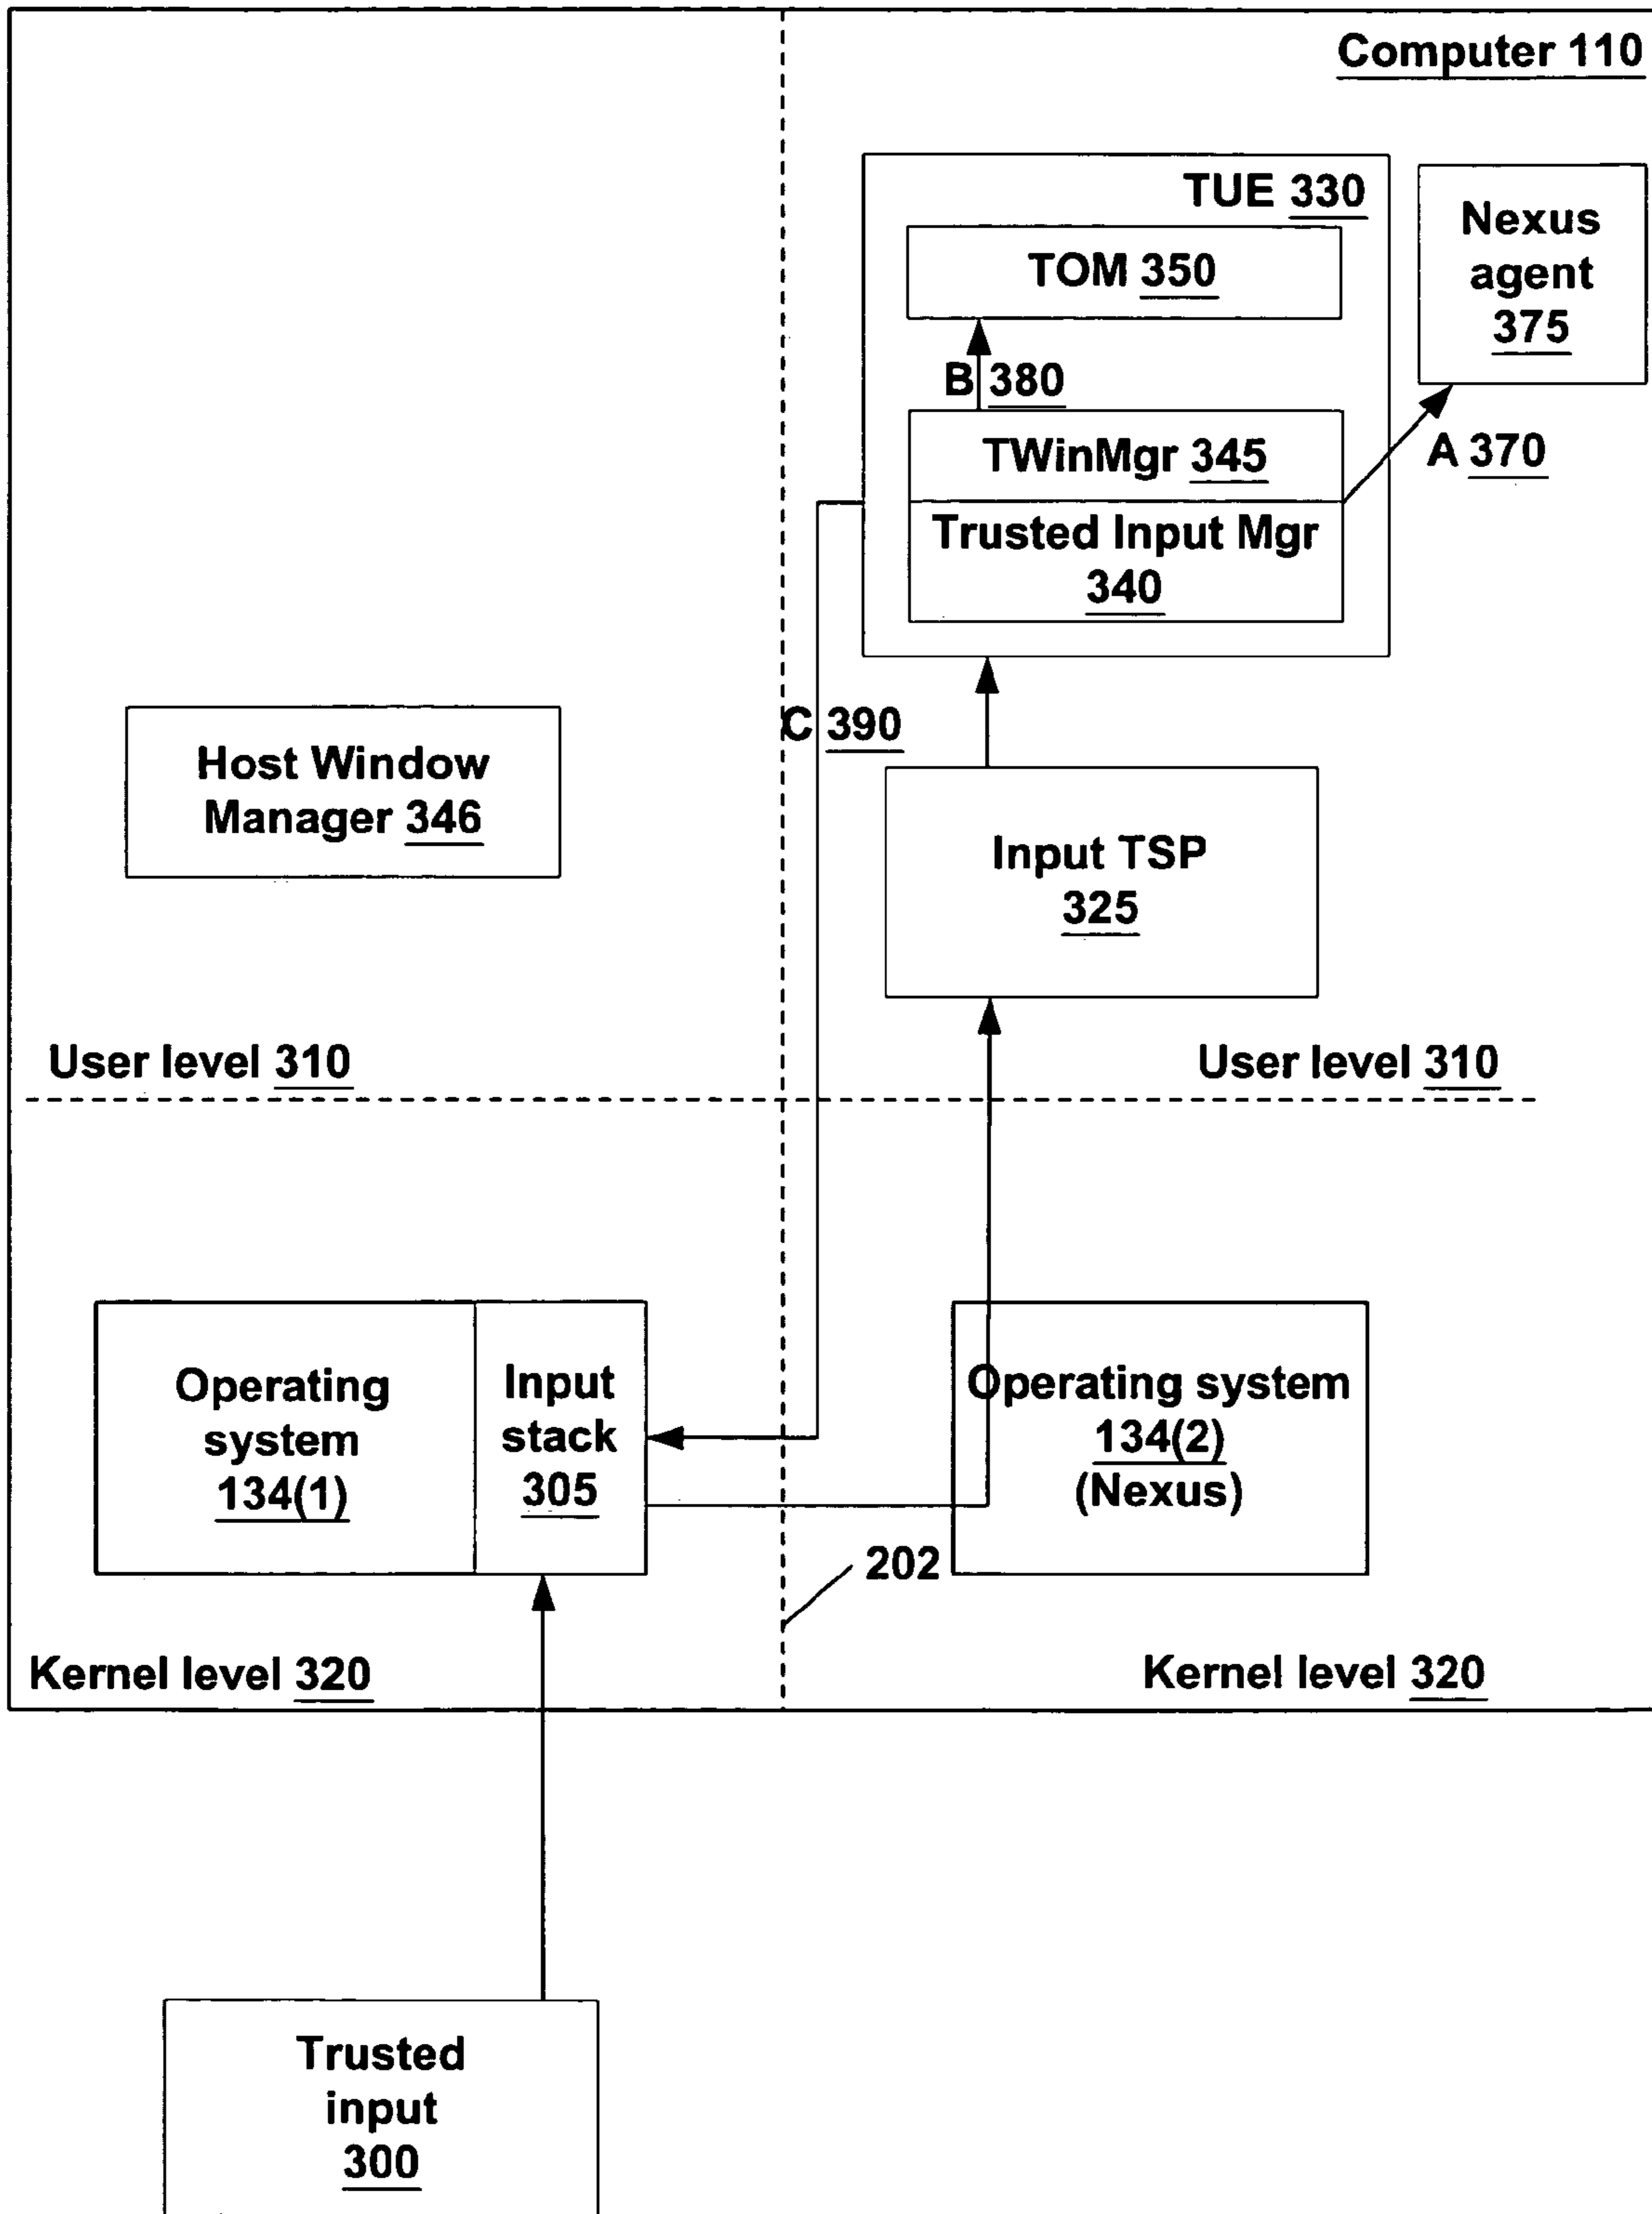 Computer 110
TUE 330
TOM 350
B 380
TWinMgr 345
Trusted Input Mgr
340
Nexus
agent
375
A 370
C 390
Host Window
Manager 346
Input TSP
325
User level 310
User level 310
Operating
system
134(1)
Input
stack
305
Operating system
134(2)
(Nexus)
202
Kernel level 320
Kernel level 320
Trusted
input
300